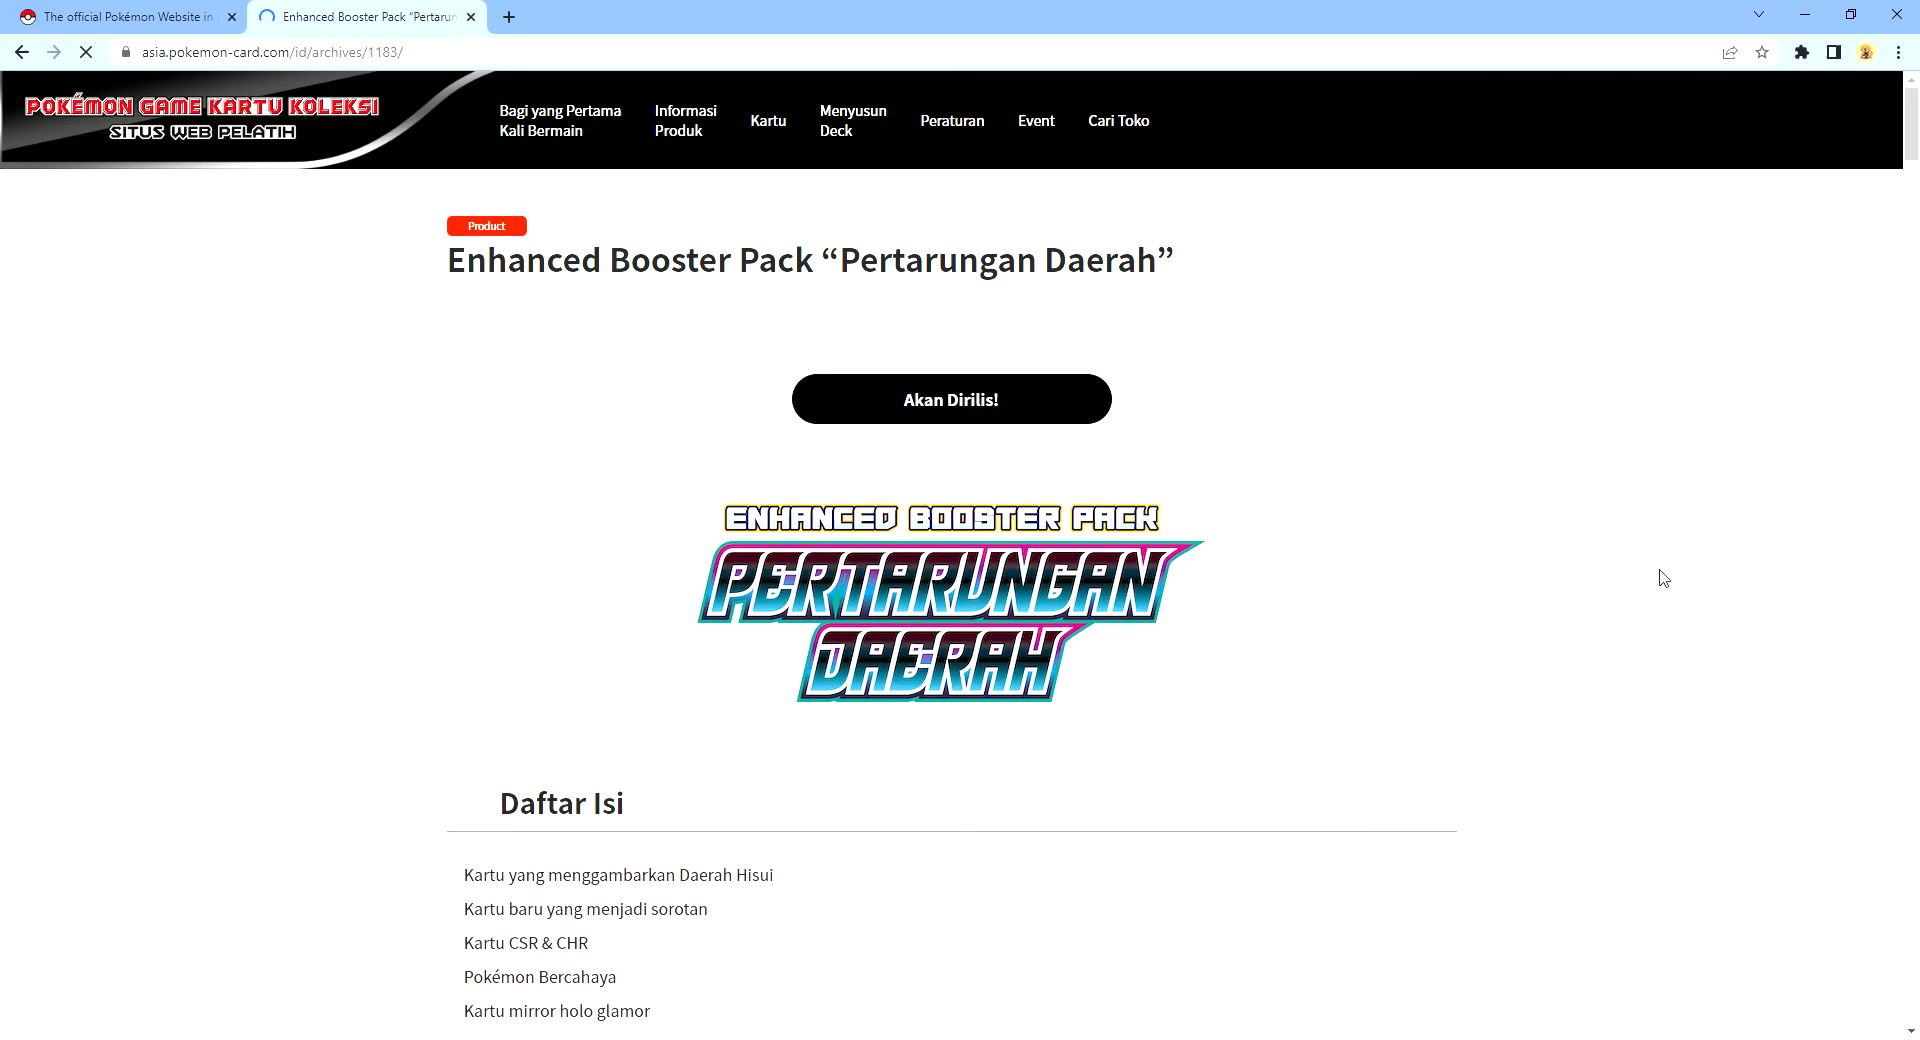 The official Pokémon Website in
Enhanced Booster Pack “Pertarun
asia.pokemon-card.com/id/archives/1183/
POKÉMON GAME KARTU KOLEKSI
SITUS WEB PELATIH
Bagi yang Pertama
Kali Bermain
Informasi
Produk
Kartu
Menyusun
Deck
Peraturan
Event
Cari Toko
Product
Enhanced Booster Pack “Pertarungan Daerah”
Akan Dirilis!
ENHANCED BOOSTER PACK
PERTARUNGAN
DAERAH
Daftar Isi
Kartu yang menggambarkan Daerah Hisui
Kartu baru yang menjadi sorotan
Kartu CSR & CHR
Pokémon Bercahaya
Kartu mirror holo glamor